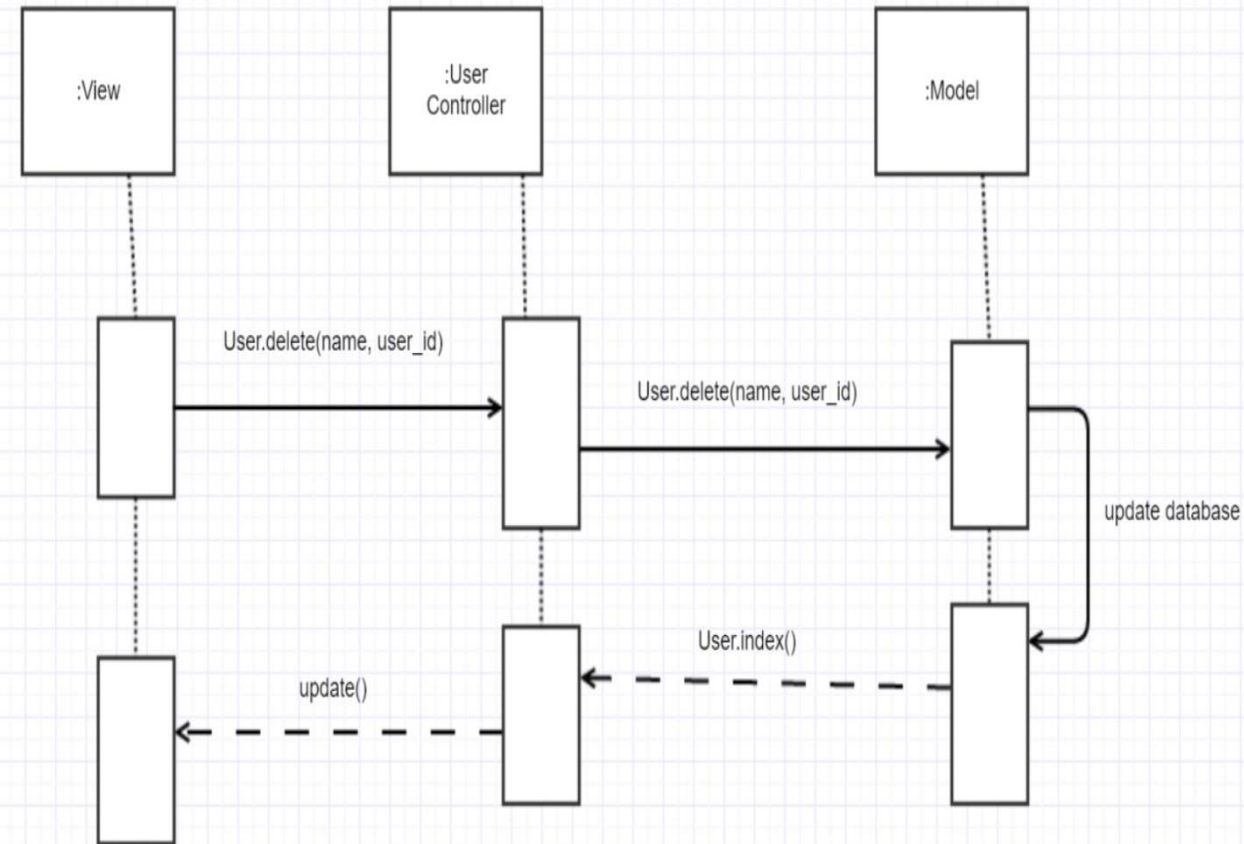 :View
:User
Controller
:Model
User.delete(name, user_id)
User.delete(name, user_id)
update database
User.index()
update()